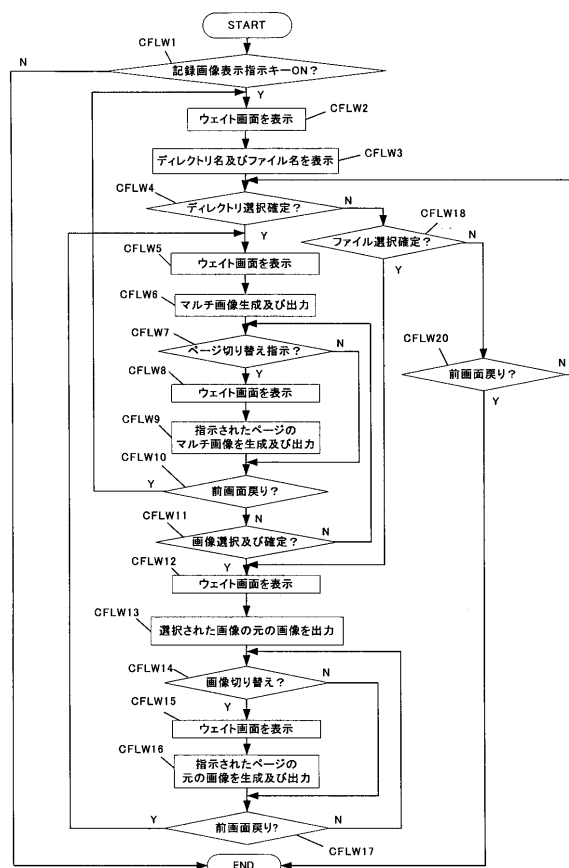 START
CFLW1
N
記録画像表示指示キーON?
Y
CFLW2
ウェイト画面を表示
CFLW3
ディレクトリ名及びファイル名を表示
CFLW4
ディレクトリ選択確定?
N
Y
CFLW18
ファイル選択確定?
N
Y
CFLW5
ウェイト画面を表示
CFLW6
マルチ画像生成及び出力
CFLW7
ページ切り替え指示?
N
Y
CFLW20
前画面戻り?
N
Y
CFLW8
ウェイト画面を表示
CFLW9
指示されたページの
マルチ画像を生成及び出力
CFLW10
Y
前画面戻り?
N
CFLW11
画像選択及び確定?
N
Y
CFLW12
ウェイト画面を表示
CFLW13
選択された画像の元の画像を出力
CFLW14
画像切り替え?
N
Y
CFLW15
ウェイト画面を表示
CFLW16
指示されたページの
元の画像を生成及び出力
Y
前画面戻り?
N
CFLW17
END